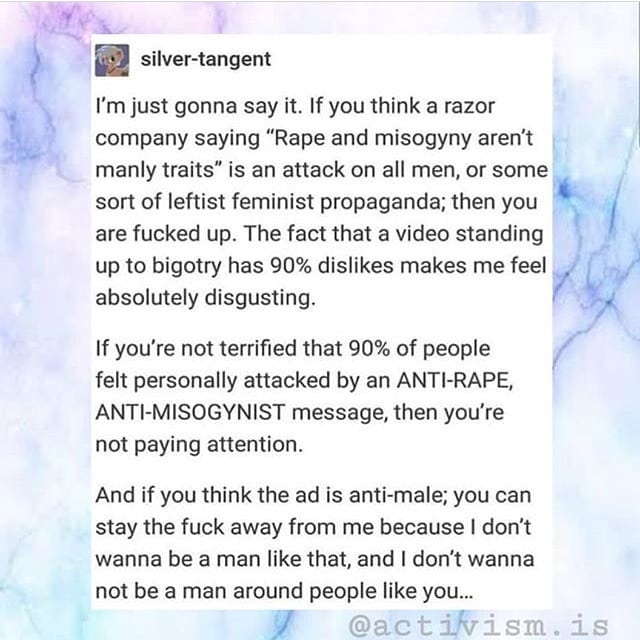 silver-tangent
I'm just gonna say it. If you think a razor
company saying “Rape and misogyny aren't
manly traits” is an attack on all men, or some
sort of leftist feminist propaganda; then you
are fucked up. The fact that a video standing
up to bigotry has 90% dislikes makes me feel
absolutely disgusting.
If you're not terrified that 90% of people
felt personally attacked by an ANTI-RAPE,
ANTI-MISOGYNIST message, then you're
not paying attention.
And if you think the ad is anti-male; you can
stay the fuck away from me because I don't
wanna be a man like that, and I don't wanna
not be a man around people like you...
@activism.is